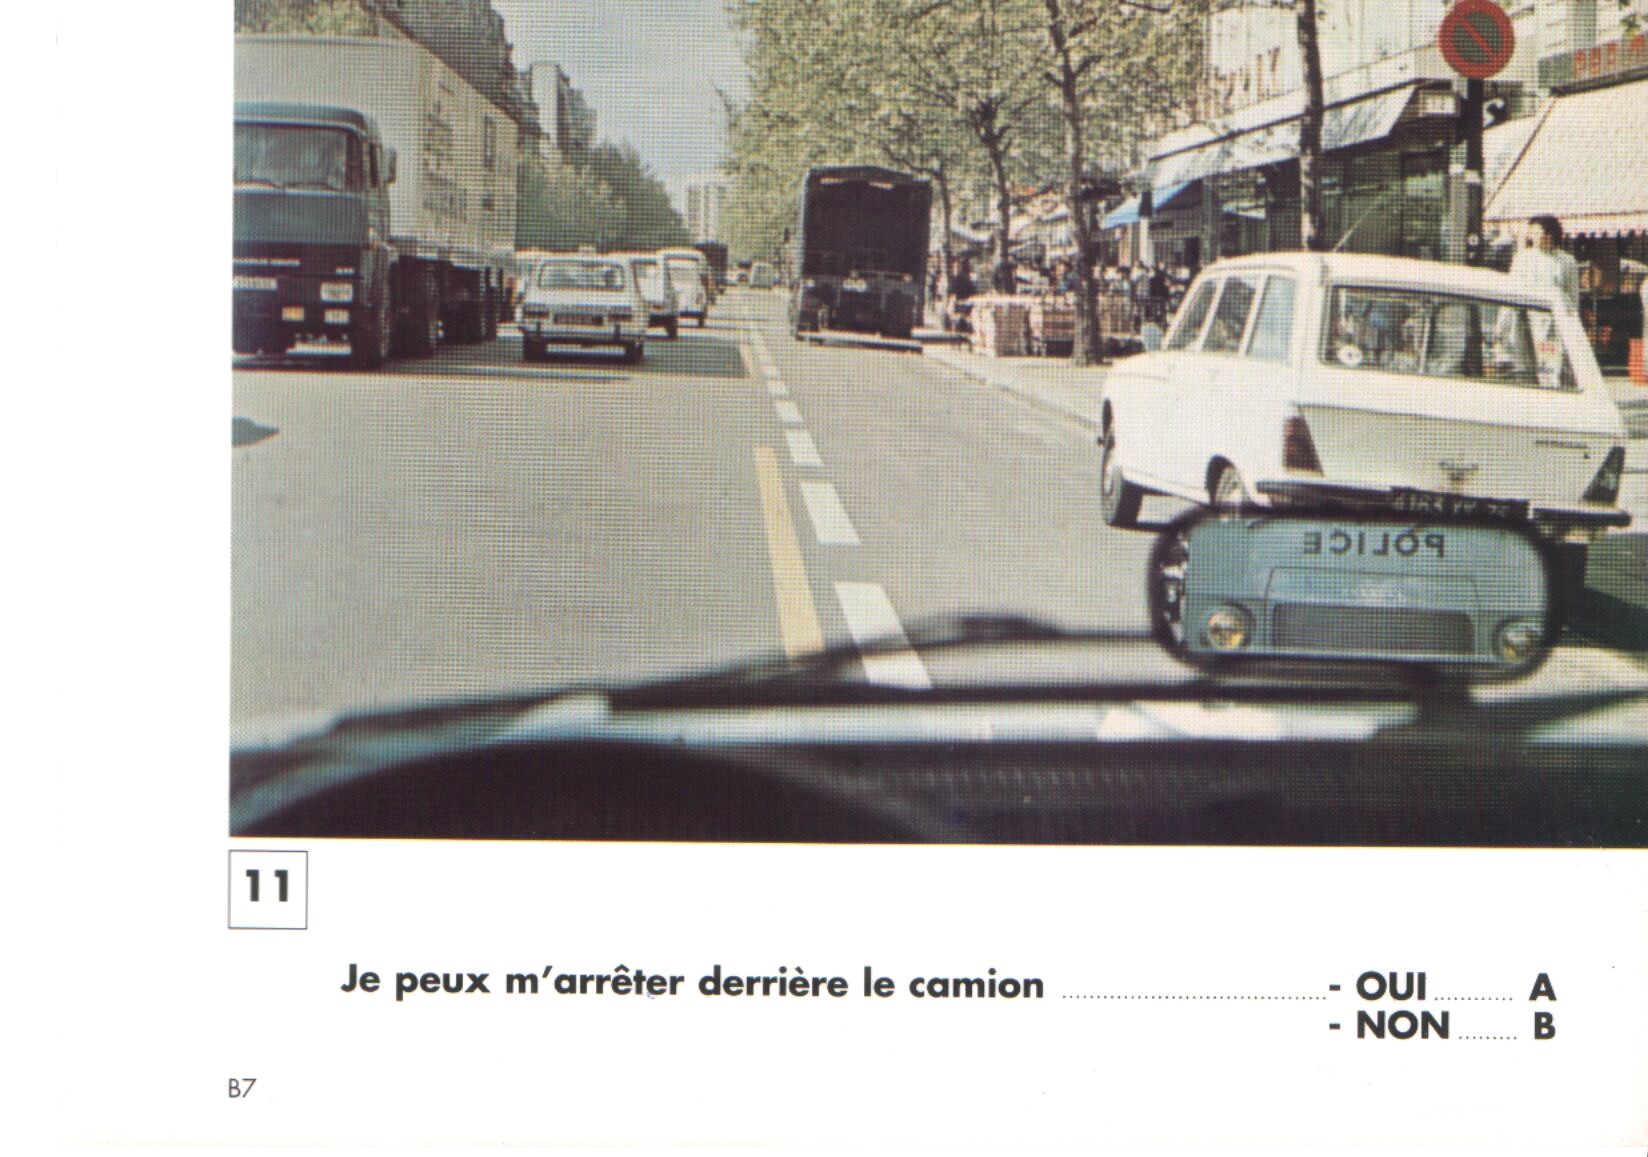 POLICE
11
Je peux m'arrêter derrière le camion - OUI A
- NON B
B7